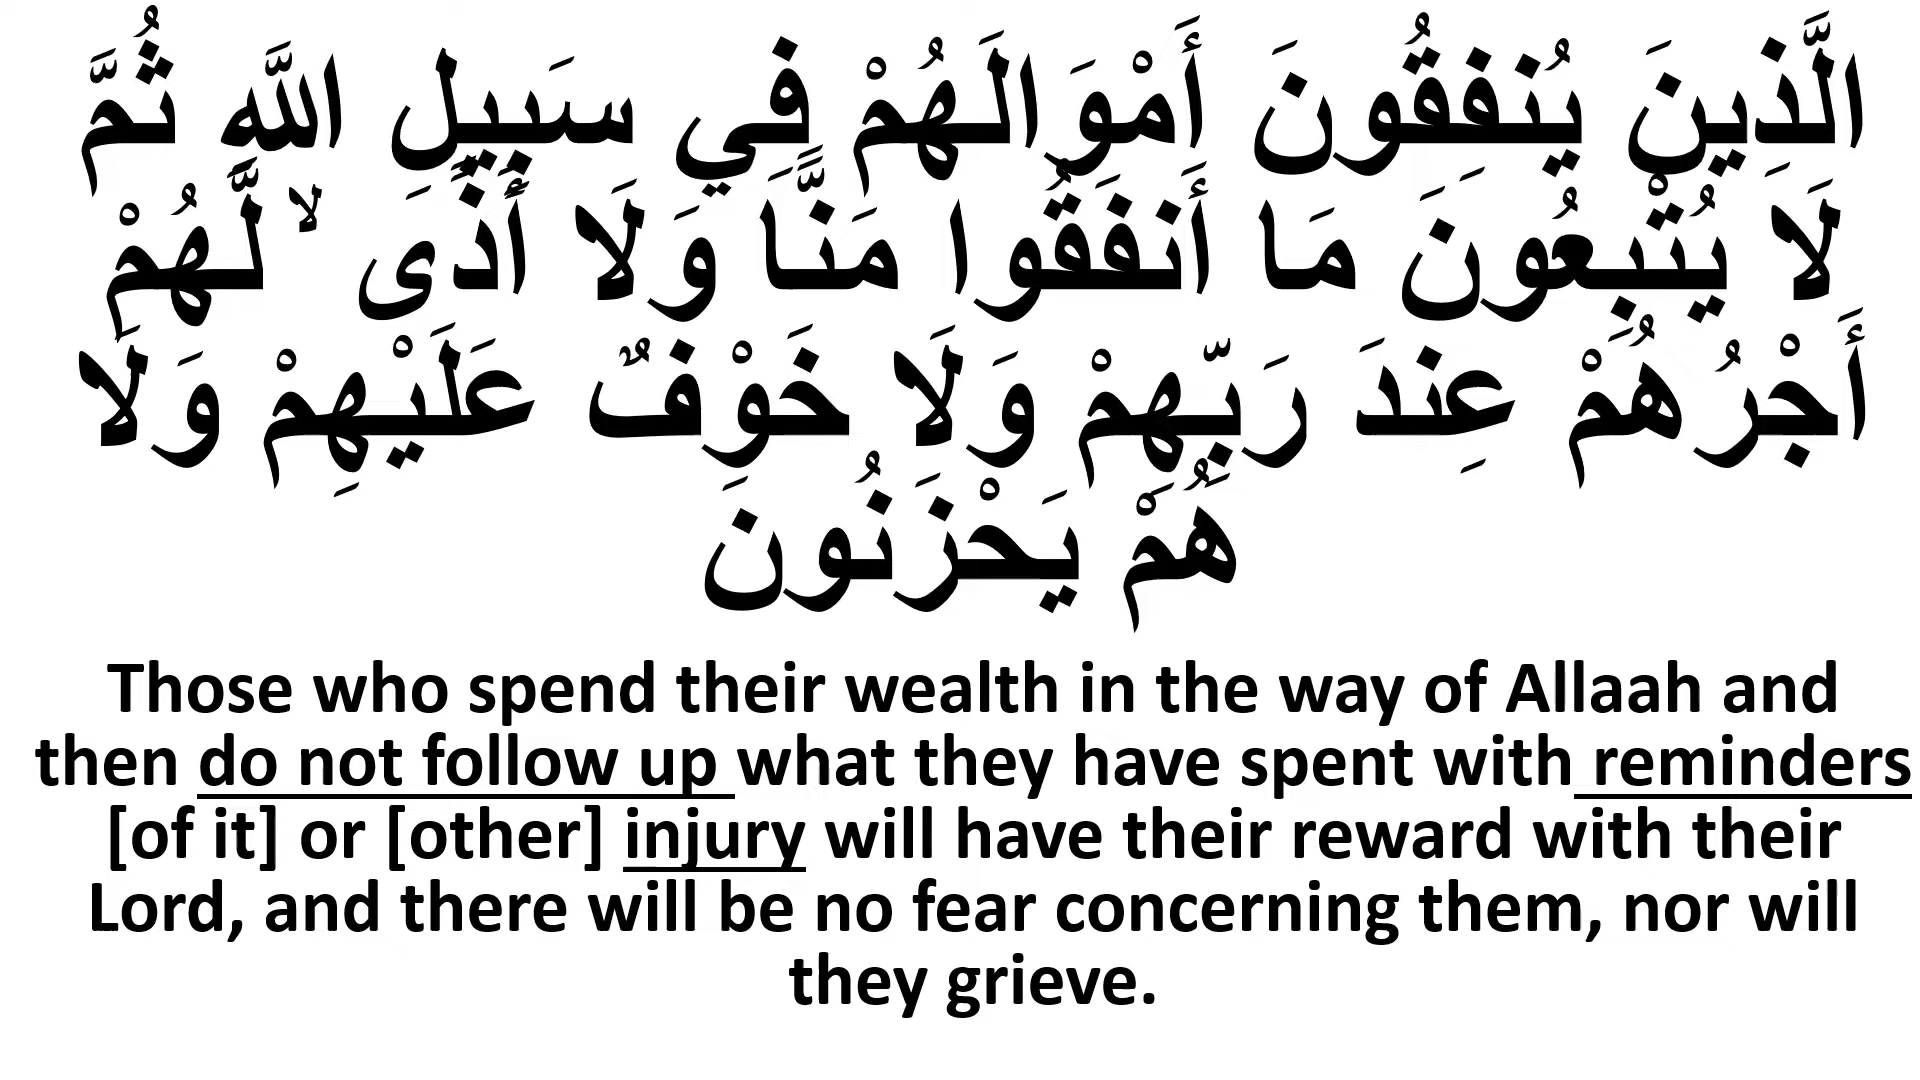 الَّذِينَ يُنفِقُونَ أَمْوَالَهُمْ فِي سَبِيلِ اللَّهِ ثُمَّ
لَا يُتْبِعُونَ مَا أَنفَقُوا مَنًّا وَلَا أَذًى ۙ لَّهُمْ
أَجْرُهُمْ عِندَ رَبِّهِمْ وَلَا خَوْفٌ عَلَيْهِمْ وَلَا
هُمْ يَحْزَنُونَ
Those who spend their wealth in the way of Allaah and
then do not follow up what they have spent with reminders
[of it] or [other] injury will have their reward with their
Lord, and there will be no fear concerning them, nor will
they grieve.